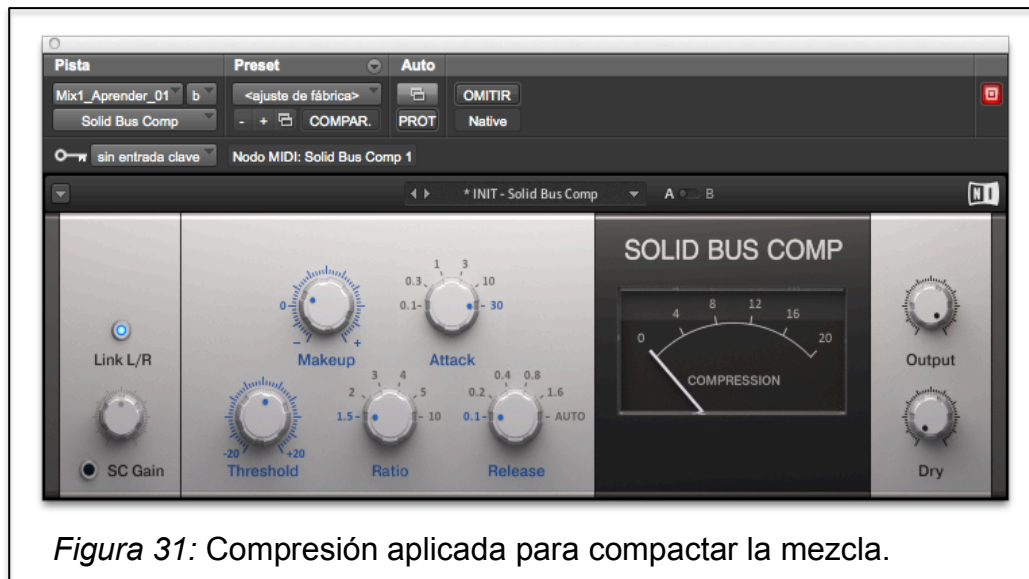 Pista Preset Auto
Mix1_Aprender_01 b <ajuste de fábrica> OMITIR
Solid Bus Comp - + COMPAR. PROT Native
sin entrada clave Nodo MIDI: Solid Bus Comp 1
* INIT - Solid Bus Comp A B NI
SOLID BUS COMP
0 - +
Makeup
0.1 0.3 1 3 10 30
Attack
0 4 8 12 16 20
COMPRESSION
Link L/R
Output
-20 +20
Threshold
1.5 2 3 4 5 10
Ratio
0.1 0.2 0.4 0.8 1.6 AUTO
Release
SC Gain
Dry
Figura 31: Compresión aplicada para compactar la mezcla.